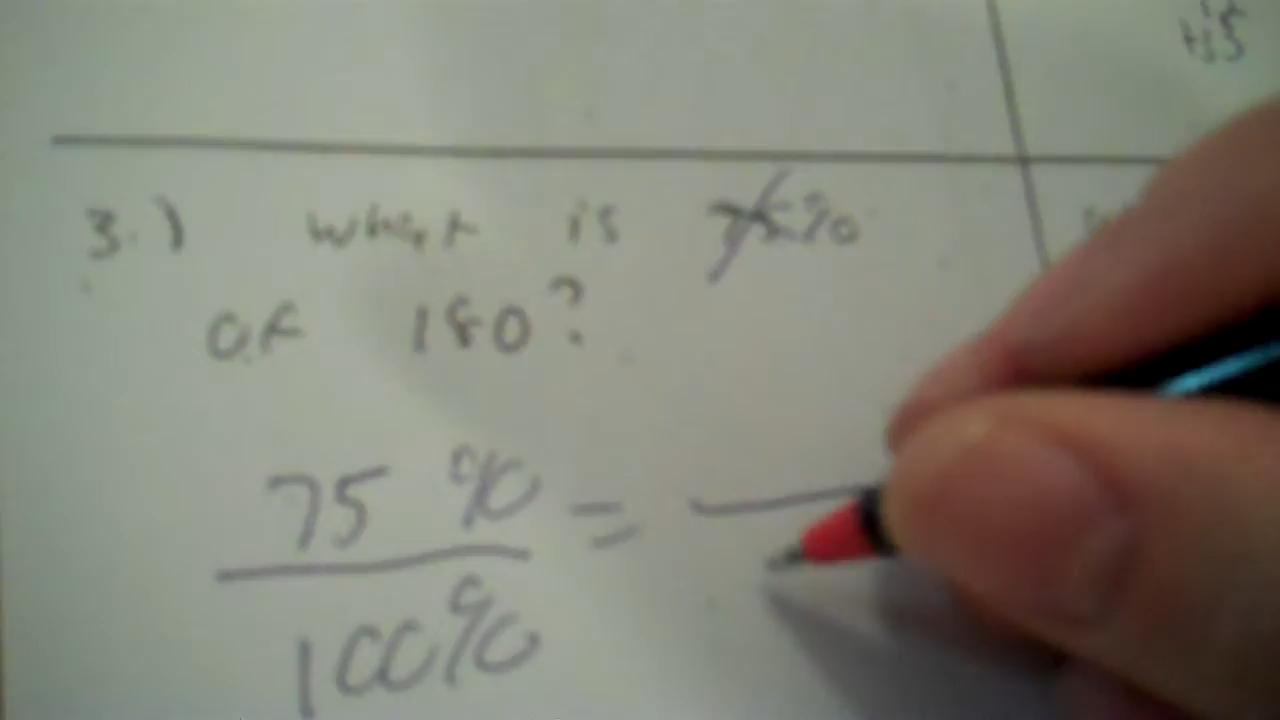 3.) what is 75%
of 180?
75 % =
100%